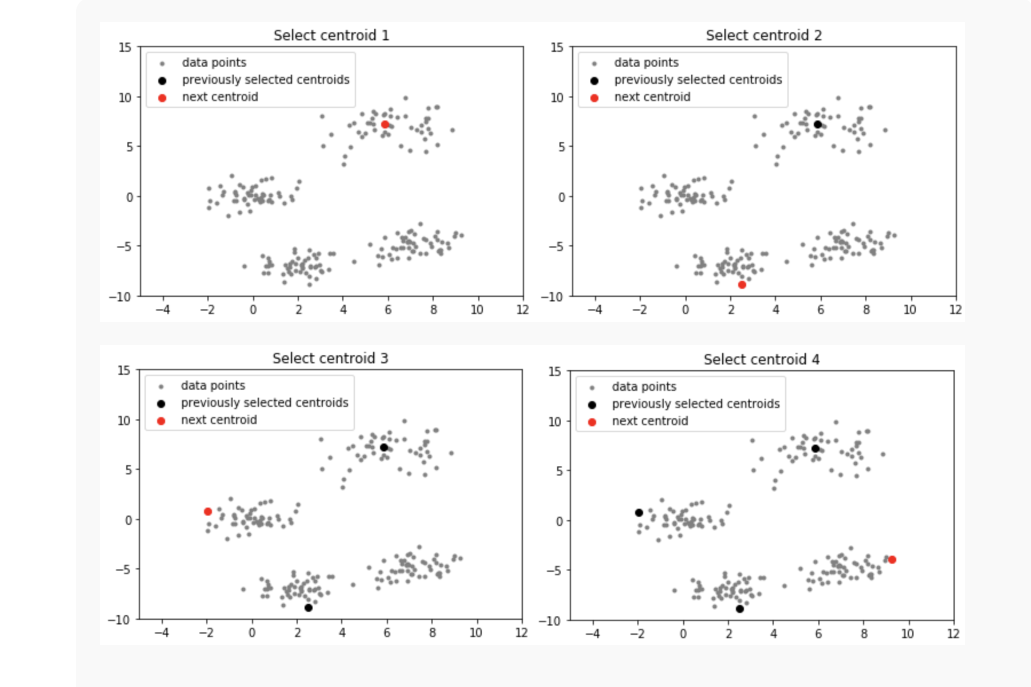 Select centroid 1
15
10
5
0
−5
−10
−4 −2 0 2 4 6 8 10 12
data points
previously selected centroids
next centroid
Select centroid 2
15
10
5
0
−5
−10
−4 −2 0 2 4 6 8 10 12
data points
previously selected centroids
next centroid
Select centroid 3
15
10
5
0
−5
−10
−4 −2 0 2 4 6 8 10 12
data points
previously selected centroids
next centroid
Select centroid 4
15
10
5
0
−5
−10
−4 −2 0 2 4 6 8 10 12
data points
previously selected centroids
next centroid